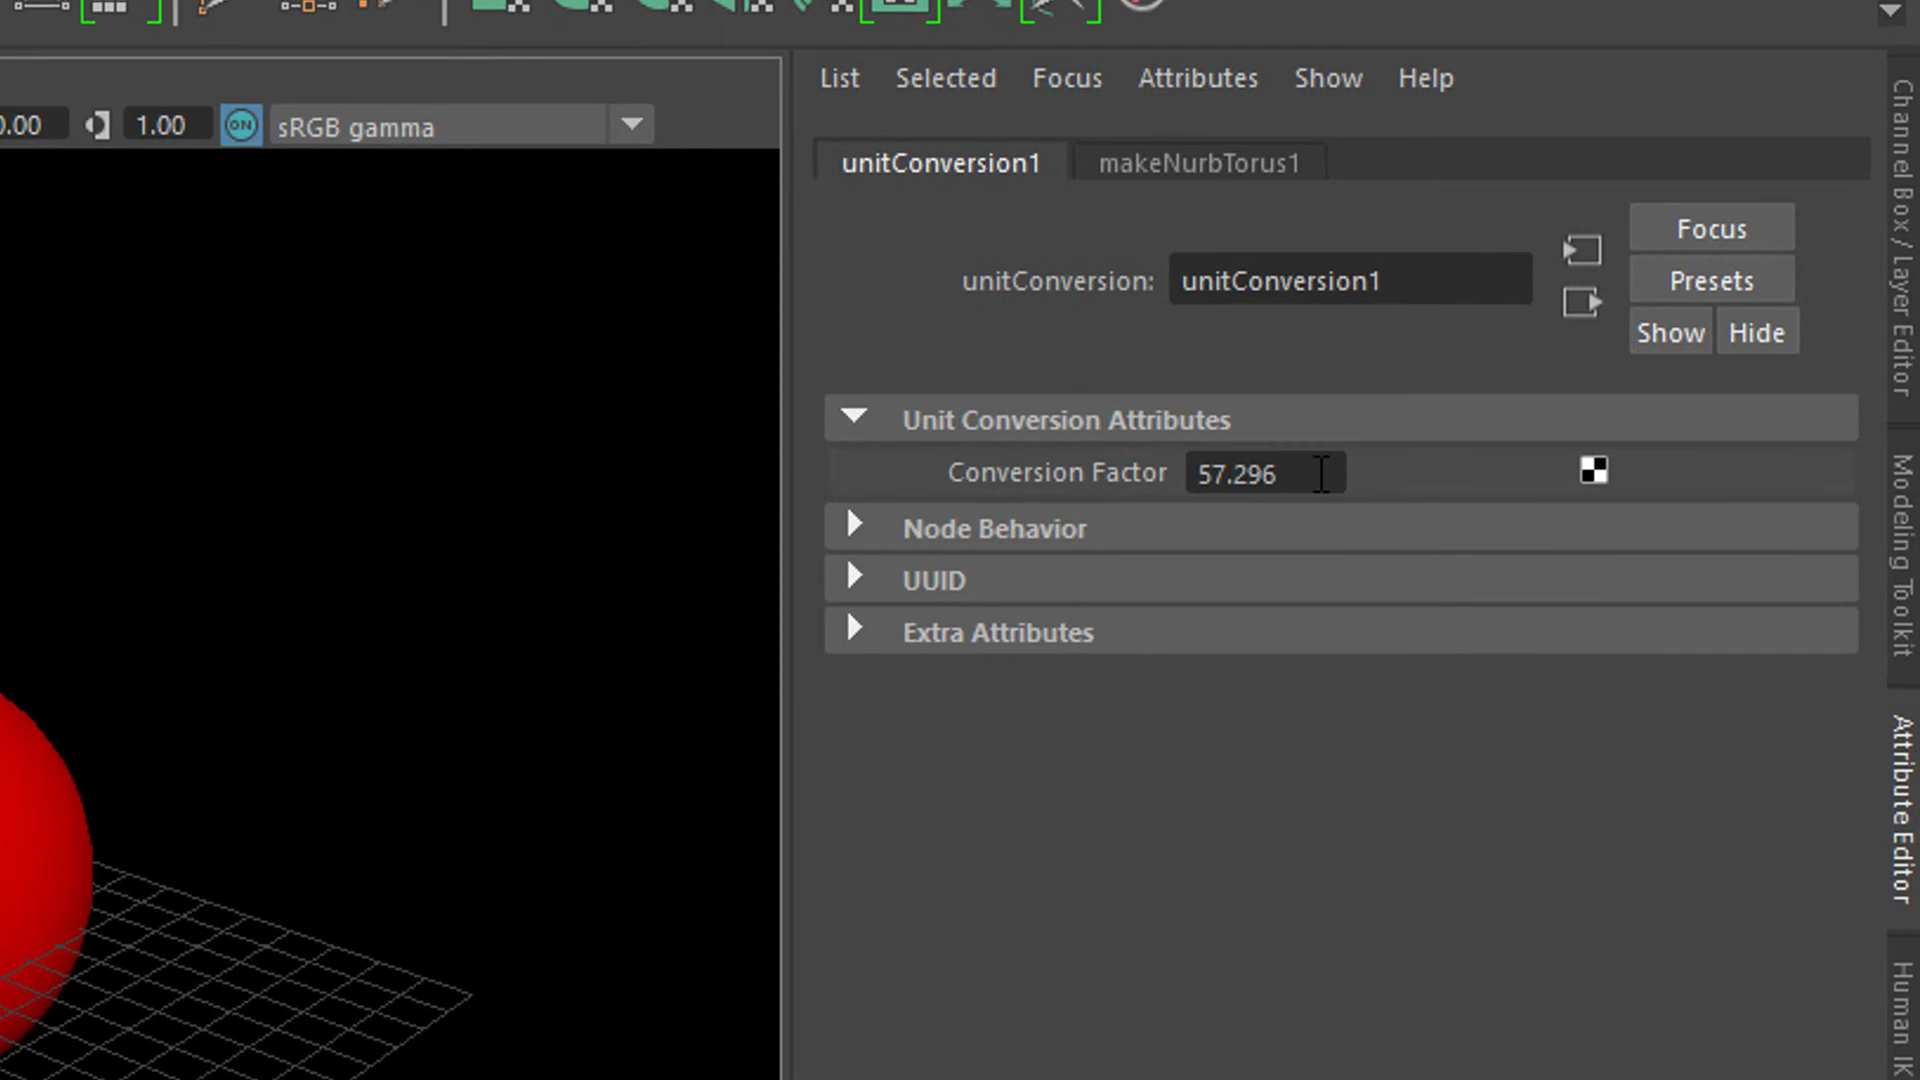 List Selected Focus Attributes Show Help
0.00 1.00 ON sRGB gamma
unitConversion1 makeNurbTorus1
Focus
unitConversion: unitConversion1
Presets
Show Hide
Unit Conversion Attributes
Conversion Factor 57.296
Node Behavior
UUID
Extra Attributes
Channel Box / Layer Editor
Modeling Toolkit
Attribute Editor
Human IK